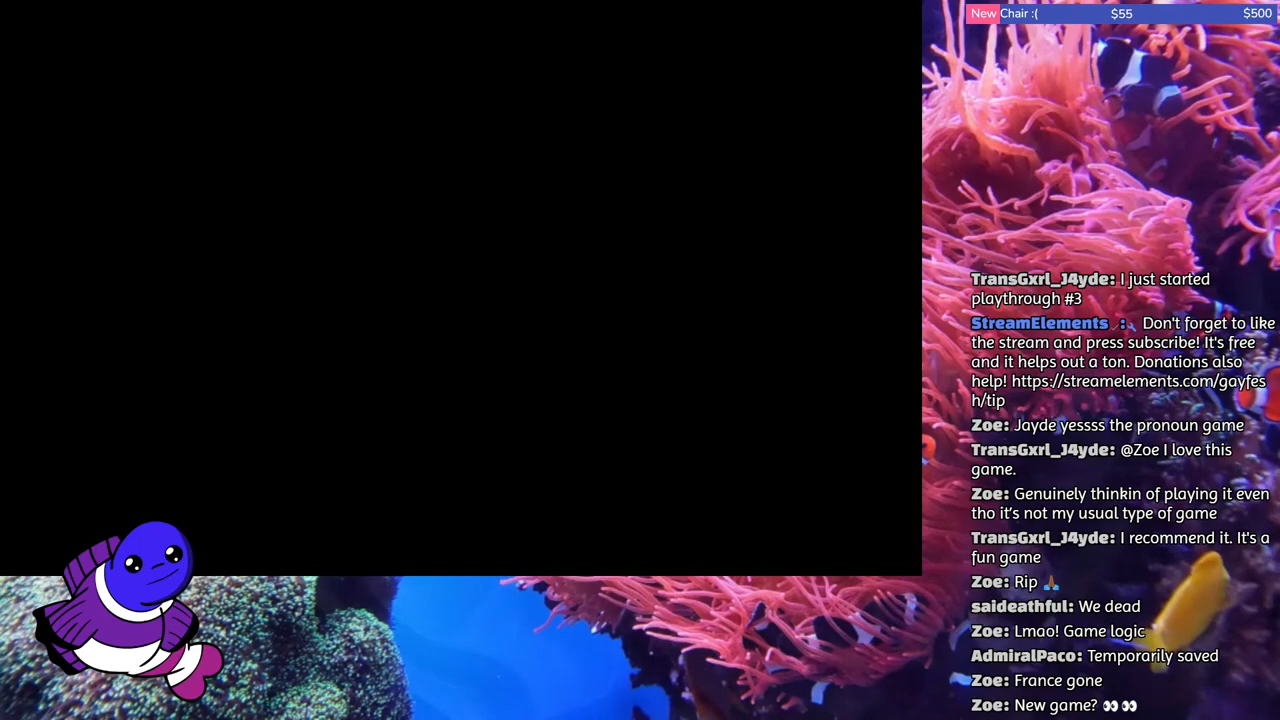 New Chair :( $55 $500
TransGxrl_J4yde: I just started
playthrough #3
StreamElements : Don't forget to like
the stream and press subscribe! It's free
and it helps out a ton. Donations also
help! https://streamelements.com/gayfes
h/tip
Zoe: Jayde yessss the pronoun game
TransGxrl_J4yde: @Zoe I love this
game.
Zoe: Genuinely thinkin of playing it even
tho it's not my usual type of game
TransGxrl_J4yde: I recommend it. It's a
fun game
Zoe: Rip 🙏🏾
saideathful: We dead
Zoe: Lmao! Game logic
AdmiralPaco: Temporarily saved
Zoe: France gone
Zoe: New game? 👀 👀